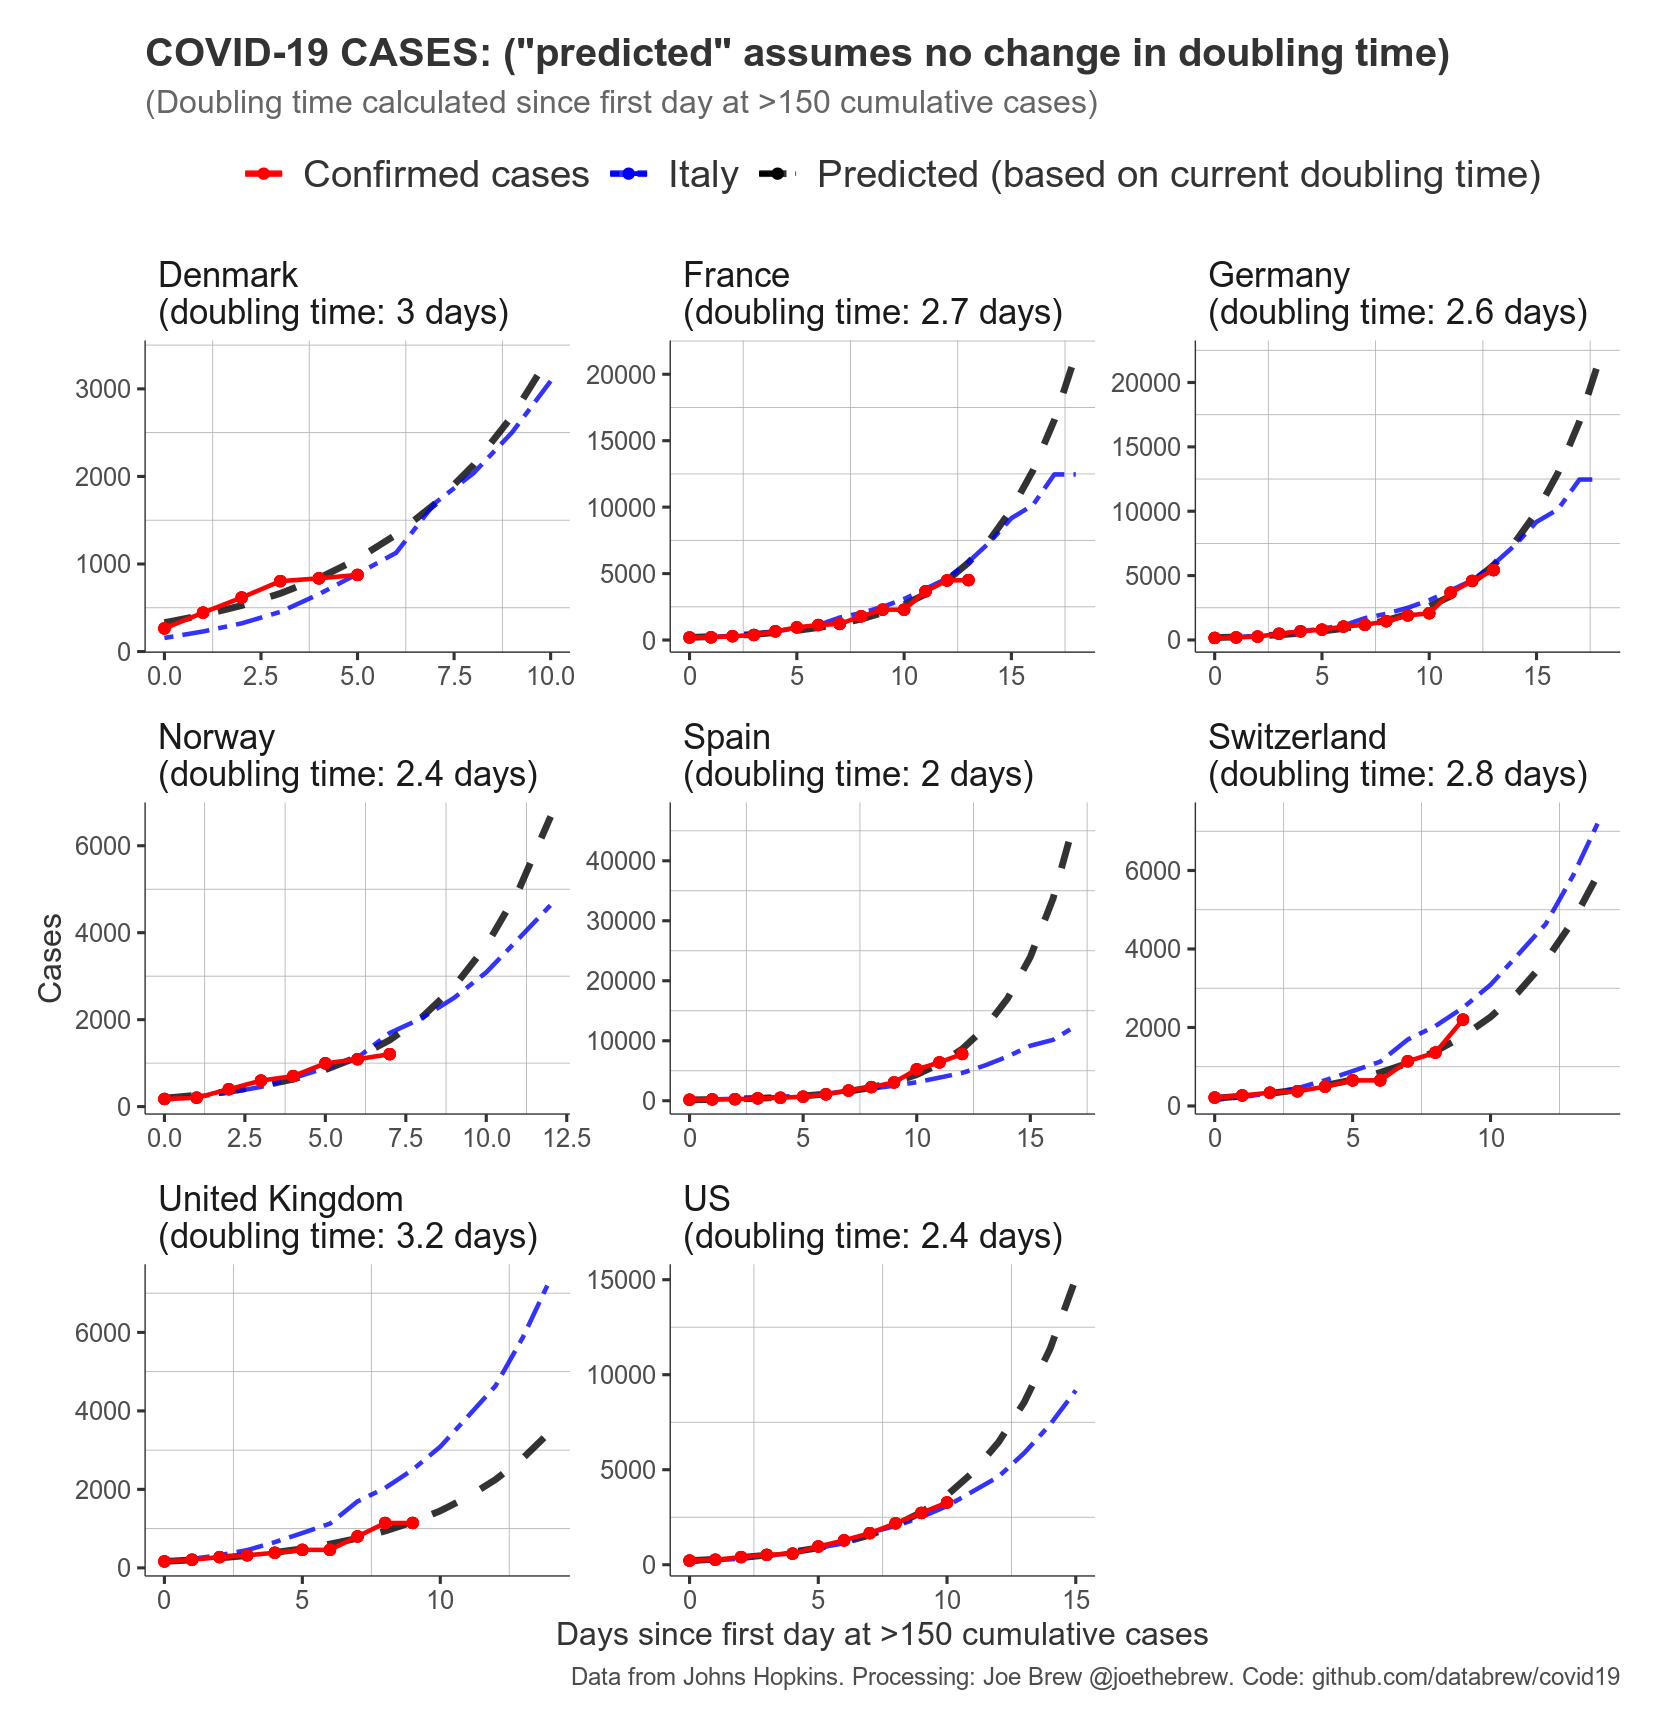 COVID-19 CASES: ("predicted" assumes no change in doubling time)
(Doubling time calculated since first day at >150 cumulative cases)
Confirmed cases Italy Predicted (based on current doubling time)
Denmark
(doubling time: 3 days)
3000
2000
1000
0
0.0 2.5 5.0 7.5 10.0
France
(doubling time: 2.7 days)
20000
15000
10000
5000
0
0 5 10 15
Germany
(doubling time: 2.6 days)
20000
15000
10000
5000
0
0 5 10 15
Cases
Norway
(doubling time: 2.4 days)
6000
4000
2000
0
0.0 2.5 5.0 7.5 10.0 12.5
Spain
(doubling time: 2 days)
40000
30000
20000
10000
0
0 5 10 15
Switzerland
(doubling time: 2.8 days)
6000
4000
2000
0
0 5 10
United Kingdom
(doubling time: 3.2 days)
6000
4000
2000
0
0 5 10
US
(doubling time: 2.4 days)
15000
10000
5000
0
0 5 10 15
Days since first day at >150 cumulative cases
Data from Johns Hopkins. Processing: Joe Brew @joethebrew. Code: github.com/databrew/covid19